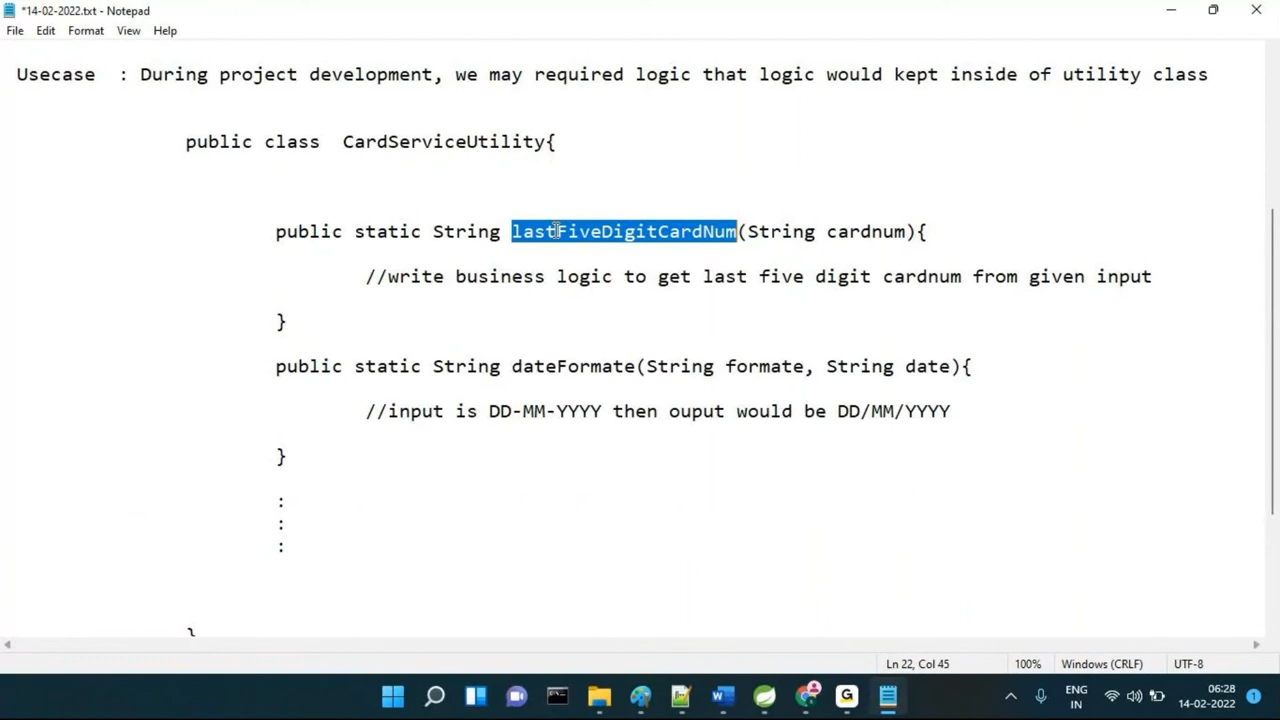 *14-02-2022.txt - Notepad
File Edit Format View Help
Usecase : During project development, we may required logic that logic would kept inside of utility class
public class CardServiceUtility{
public static String lastFiveDigitCardNum(String cardnum){
//write business logic to get last five digit cardnum from given input
}
public static String dateFormate(String formate, String date){
//input is DD-MM-YYYY then ouput would be DD/MM/YYYY
}
:
:
:
}
Ln 22, Col 45 100% Windows (CRLF) UTF-8
ENG 06:28
IN 14-02-2022 1